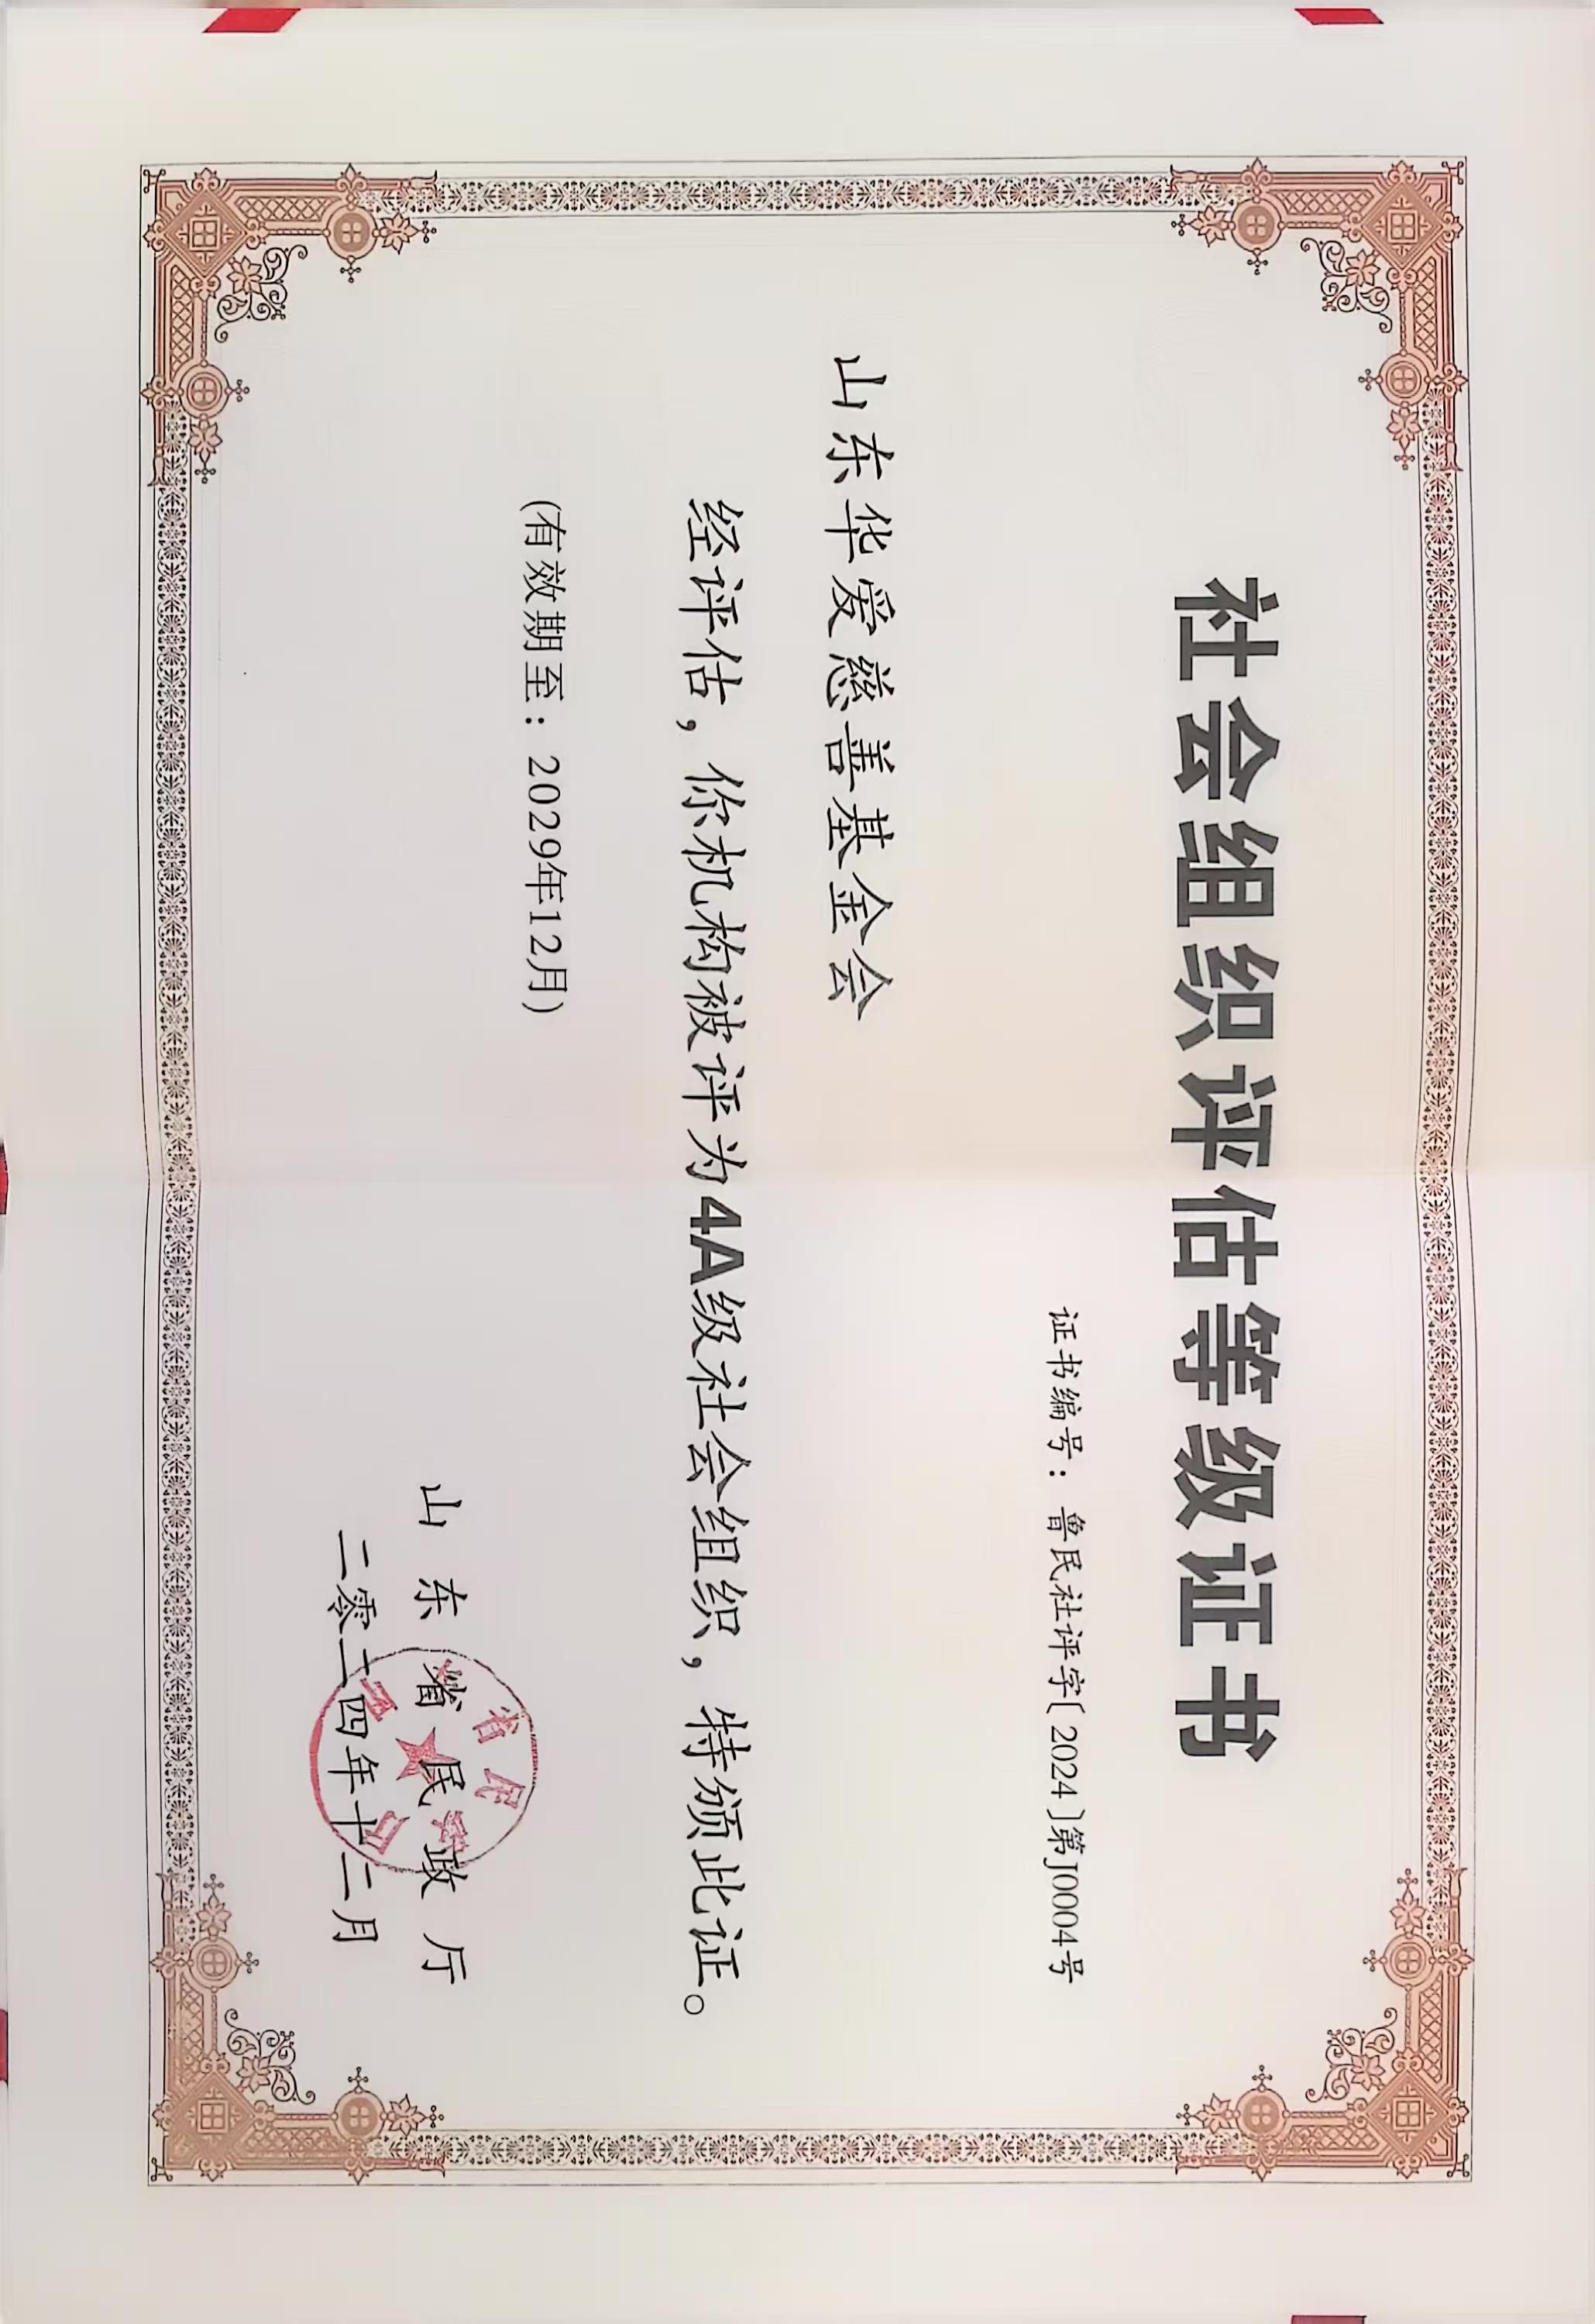 社会组织评估等级证书
证书编号：鲁民社评字〔2024〕第J0004号
山东华爱慈善基金会
经评估，你机构被评为4A级社会组织，特颁此证。
(有效期至：2029年12月)
山东省民政厅
二零二四年十二月